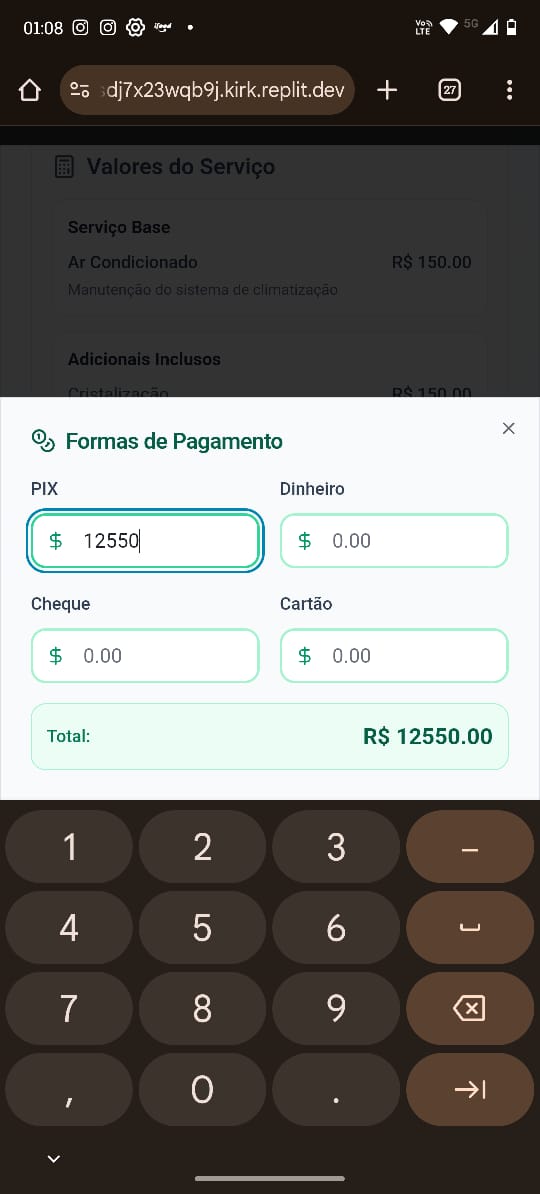 01:08
ifood
Vo))
LTE
5G
sdj7x23wqb9j.kirk.replit.dev
27
Valores do Serviço
Serviço Base
Ar Condicionado R$ 150.00
Manutenção do sistema de climatização
Adicionais Inclusos
Cristalização R$ 150.00
Formas de Pagamento
PIX Dinheiro
$ 12550 $ 0.00
Cheque Cartão
$ 0.00 $ 0.00
Total: R$ 12550.00
1 2 3 –
4 5 6
7 8 9
, 0 .